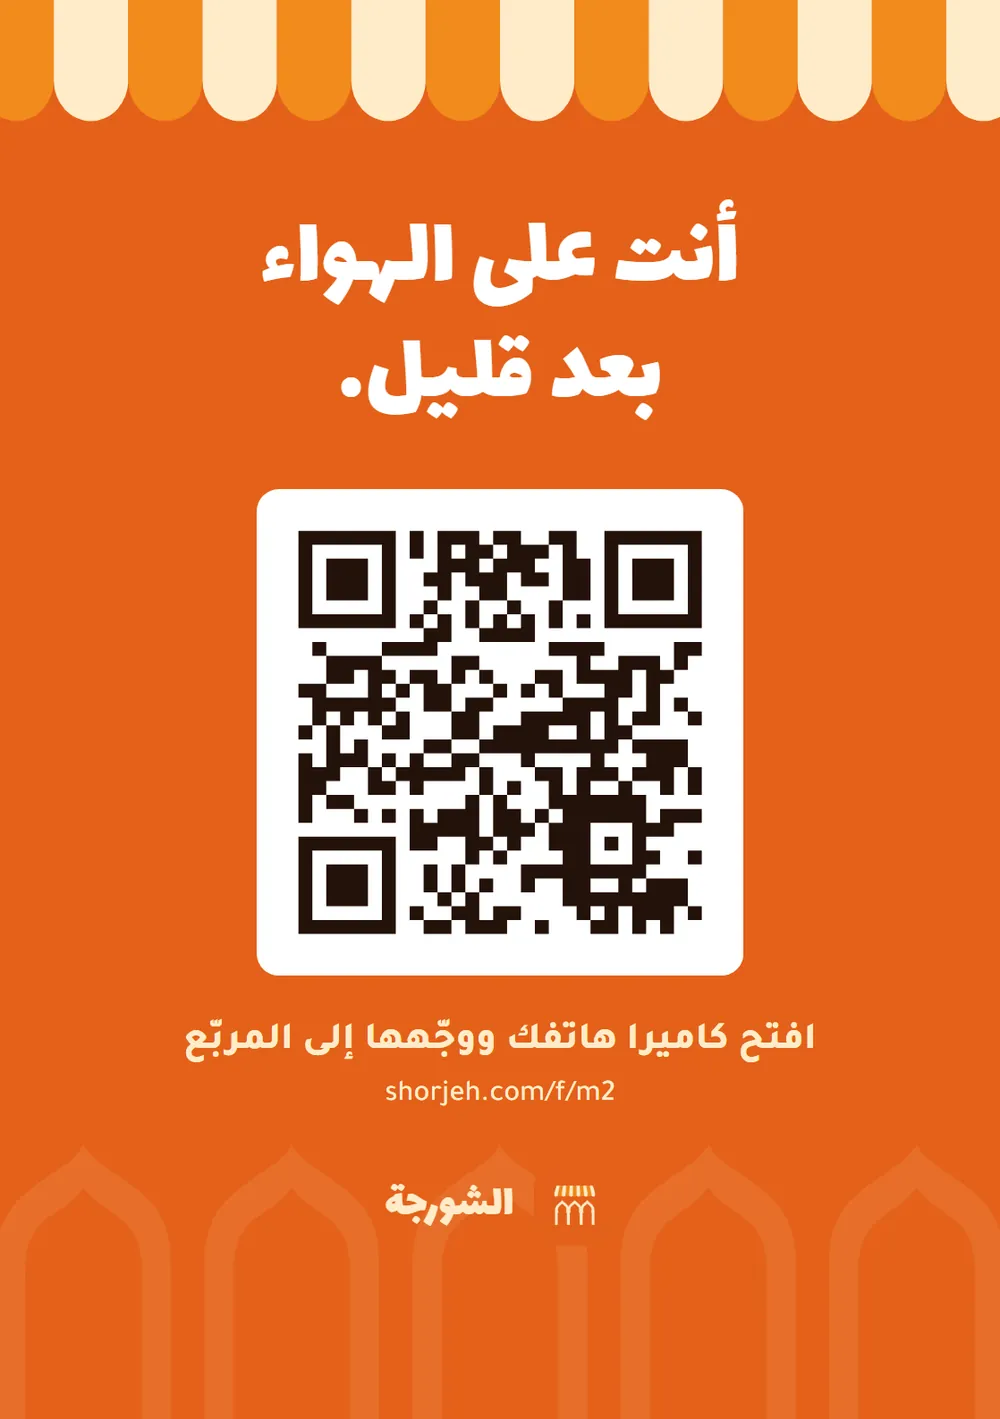 أنت على الهواء
بعد قليل.
افتح كاميرا هاتفك ووجّهها إلى المربّع
shorjeh.com/f/m2
الشورجة